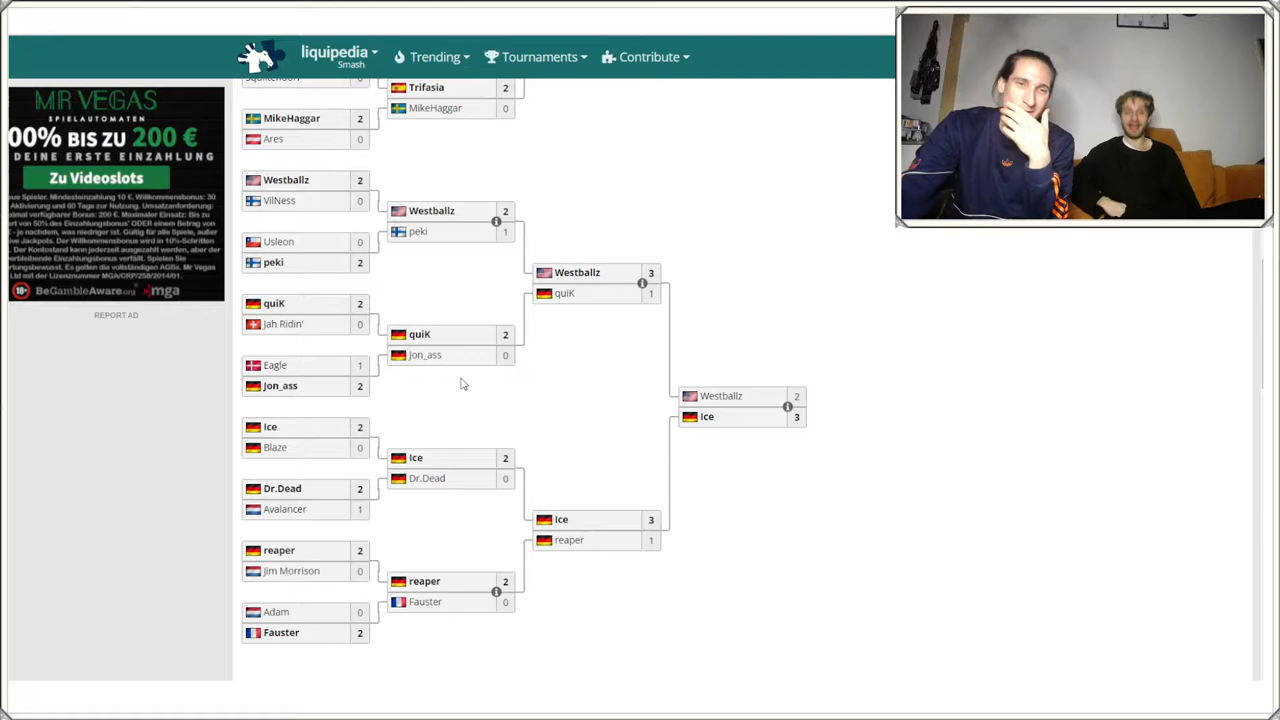 liquipedia
Smash
Trending
Tournaments
Contribute
MR VEGAS
SPIELAUTOMATEN
00% BIS ZU 200 €
DEINE ERSTE EINZAHLUNG
Zu Videoslots
BeGambleAware.org
mga
REPORT AD
Trifasia 2
MikeHaggar 0
MikeHaggar 2
Ares 0
Westballz 2
VilNess 0
Westballz 2
peki 1
Usleon 0
peki 2
Westballz 3
quiK 1
quiK 2
Jah Ridin' 0
quiK 2
Jon_ass 0
Eagle 1
Jon_ass 2
Westballz 2
Ice 3
Ice 2
Blaze 0
Ice 2
Dr.Dead 0
Dr.Dead 2
Avalancer 1
Ice 3
reaper 1
reaper 2
Jim Morrison 0
reaper 2
Fauster 0
Adam 0
Fauster 2